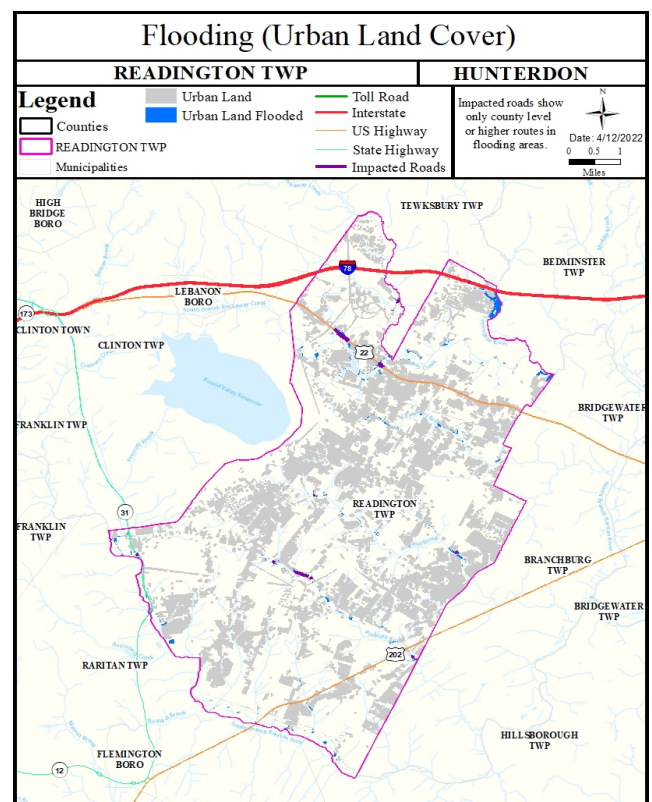 Flooding (Urban Land Cover)
READINGTON TWP
HUNTERDON
Legend
Counties
READINGTON TWP
Municipalities
Urban Land
Urban Land Flooded
Toll Road
Interstate
US Highway
State Highway
Impacted Roads
Impacted roads show
only county level
or higher routes in
flooding areas.
N
Date: 4/12/2022
0 0.5 1
Miles
HIGH
BRIDGE
BORO
TEWKSBURY TWP
BEDMINSTER
TWP
78
LEBANON
BORO
173
CLINTON TOWN
CLINTON TWP
22
Round Valley Reservoir
FRANKLIN TWP
BRIDGEWATER
TWP
READINGTON
TWP
31
FRANKLIN
TWP
BRANCHBURG
TWP
BRIDGEWATER
TWP
202
RARITAN TWP
HILLSBOROUGH
TWP
FLEMINGTON
BORO
12